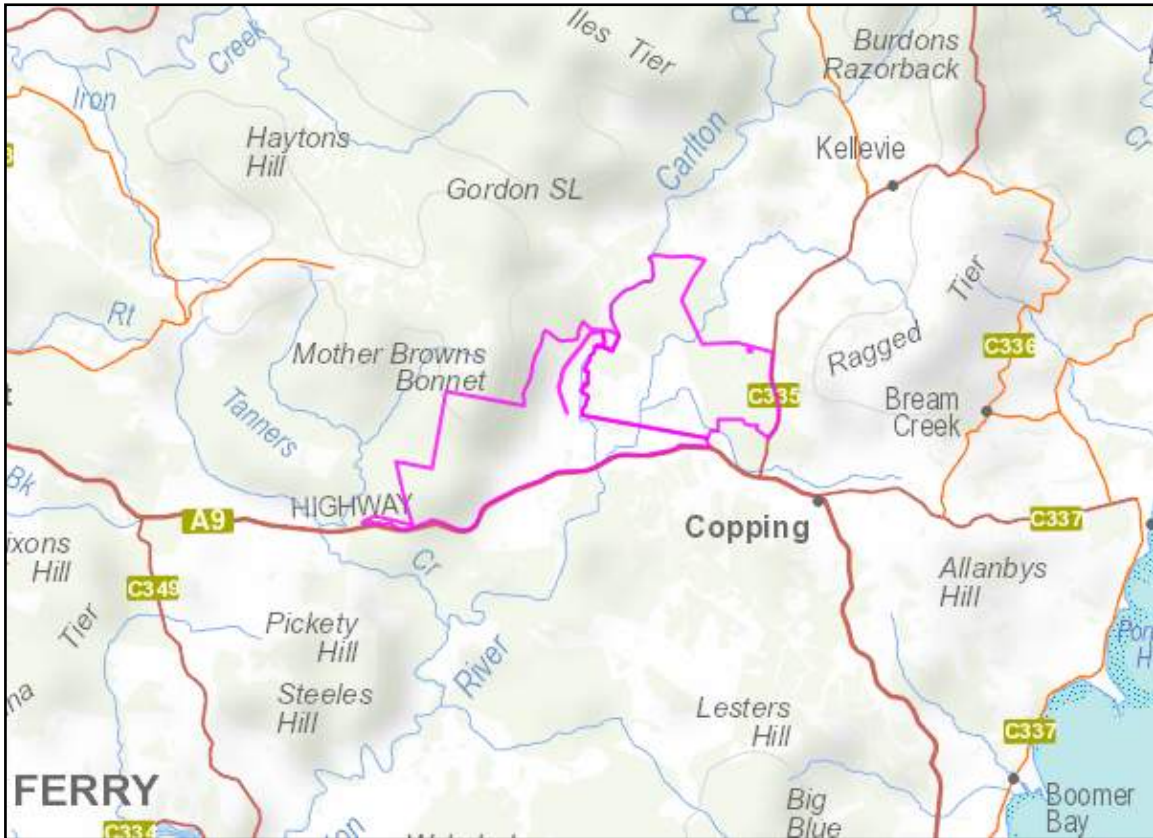 Iles Tier
Burdons
Razorback
Creek
Iron
Haytons
Hill
Carlton
Kellevie
Gordon SL
Cr
Tier
Ragged
Rt
Mother Browns
Bonnet
C336
C335
Bream
Creek
Tanners
Bk
HIGHWAY
A9
Copping
C337
Hill
Cr
Allanbys
Hill
C349
Tier
Pickety
Hill
River
Steeles
Hill
Lesters
Hill
C337
FERRY
Big
Blue
Boomer
Bay
C334